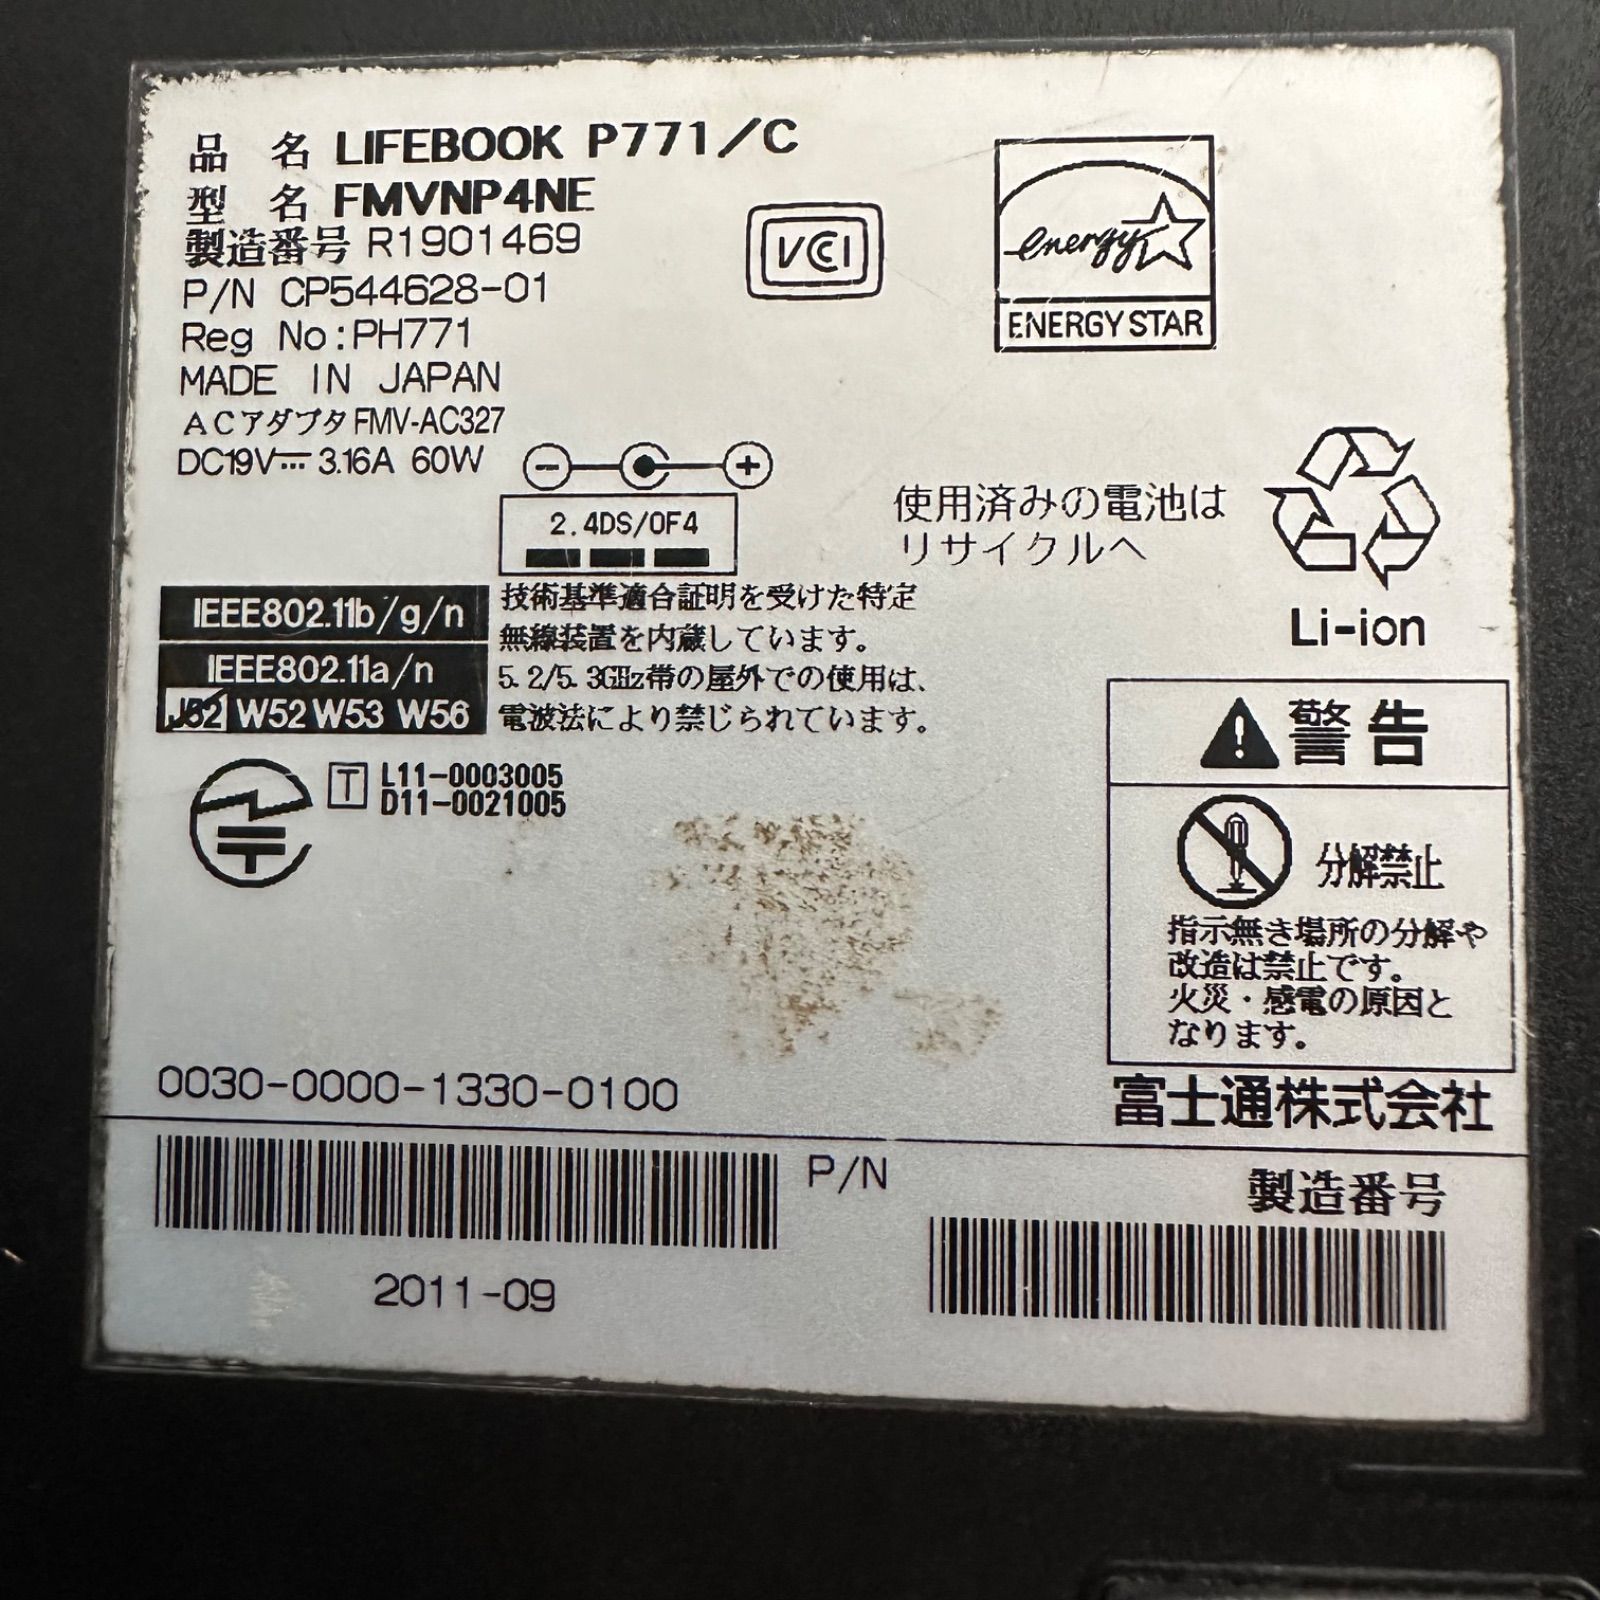 品 名 LIFEBOOK P771/C
型 名 FMVNP4NE
製造番号 R1901469
P/N CP544628-01
Reg No:PH771
MADE IN JAPAN
ACアダプタ FMV-AC327
DC19V⎓ 3.16A 60W
VCCI
energy
ENERGY STAR
2.4DS/OF4
使用済みの電池は
リサイクルへ
Li-ion
IEEE802.11b/g/n
IEEE802.11a/n
J52 W52 W53 W56
技術基準適合証明を受けた特定
無線装置を内蔵しています。
5.2/5.3GHz帯の屋外での使用は、
電波法により禁じられています。
T L11-0003005
D11-0021005
警告
分解禁止
指示無き場所の分解や
改造は禁止です。
火災・感電の原因と
なります。
0030-0000-1330-0100
富士通株式会社
P/N
製造番号
2011-09